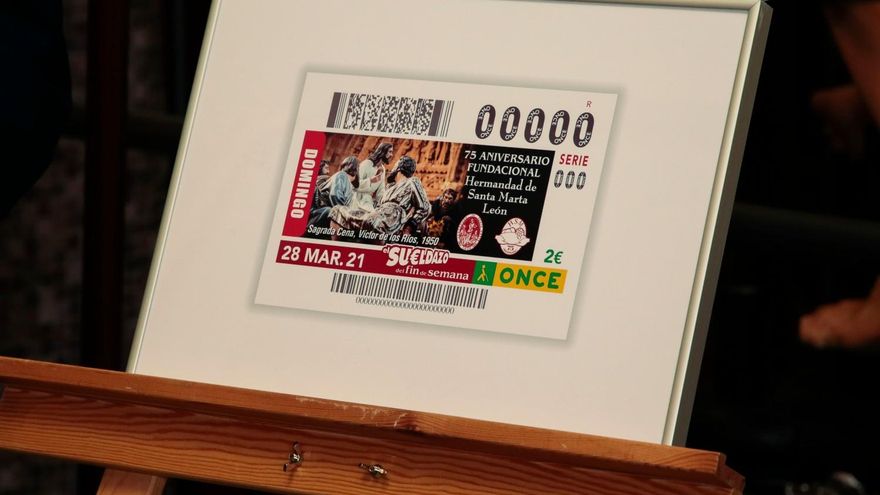 00000
R
SERIE
000
DOMINGO
75 ANIVERSARIO
FUNDACIONAL
Hermandad de
Santa Marta
León
Sagrada Cena, Víctor de los Ríos, 1950
2€
28 MAR. 21
el SUELDAZO
del fin de semana
ONCE